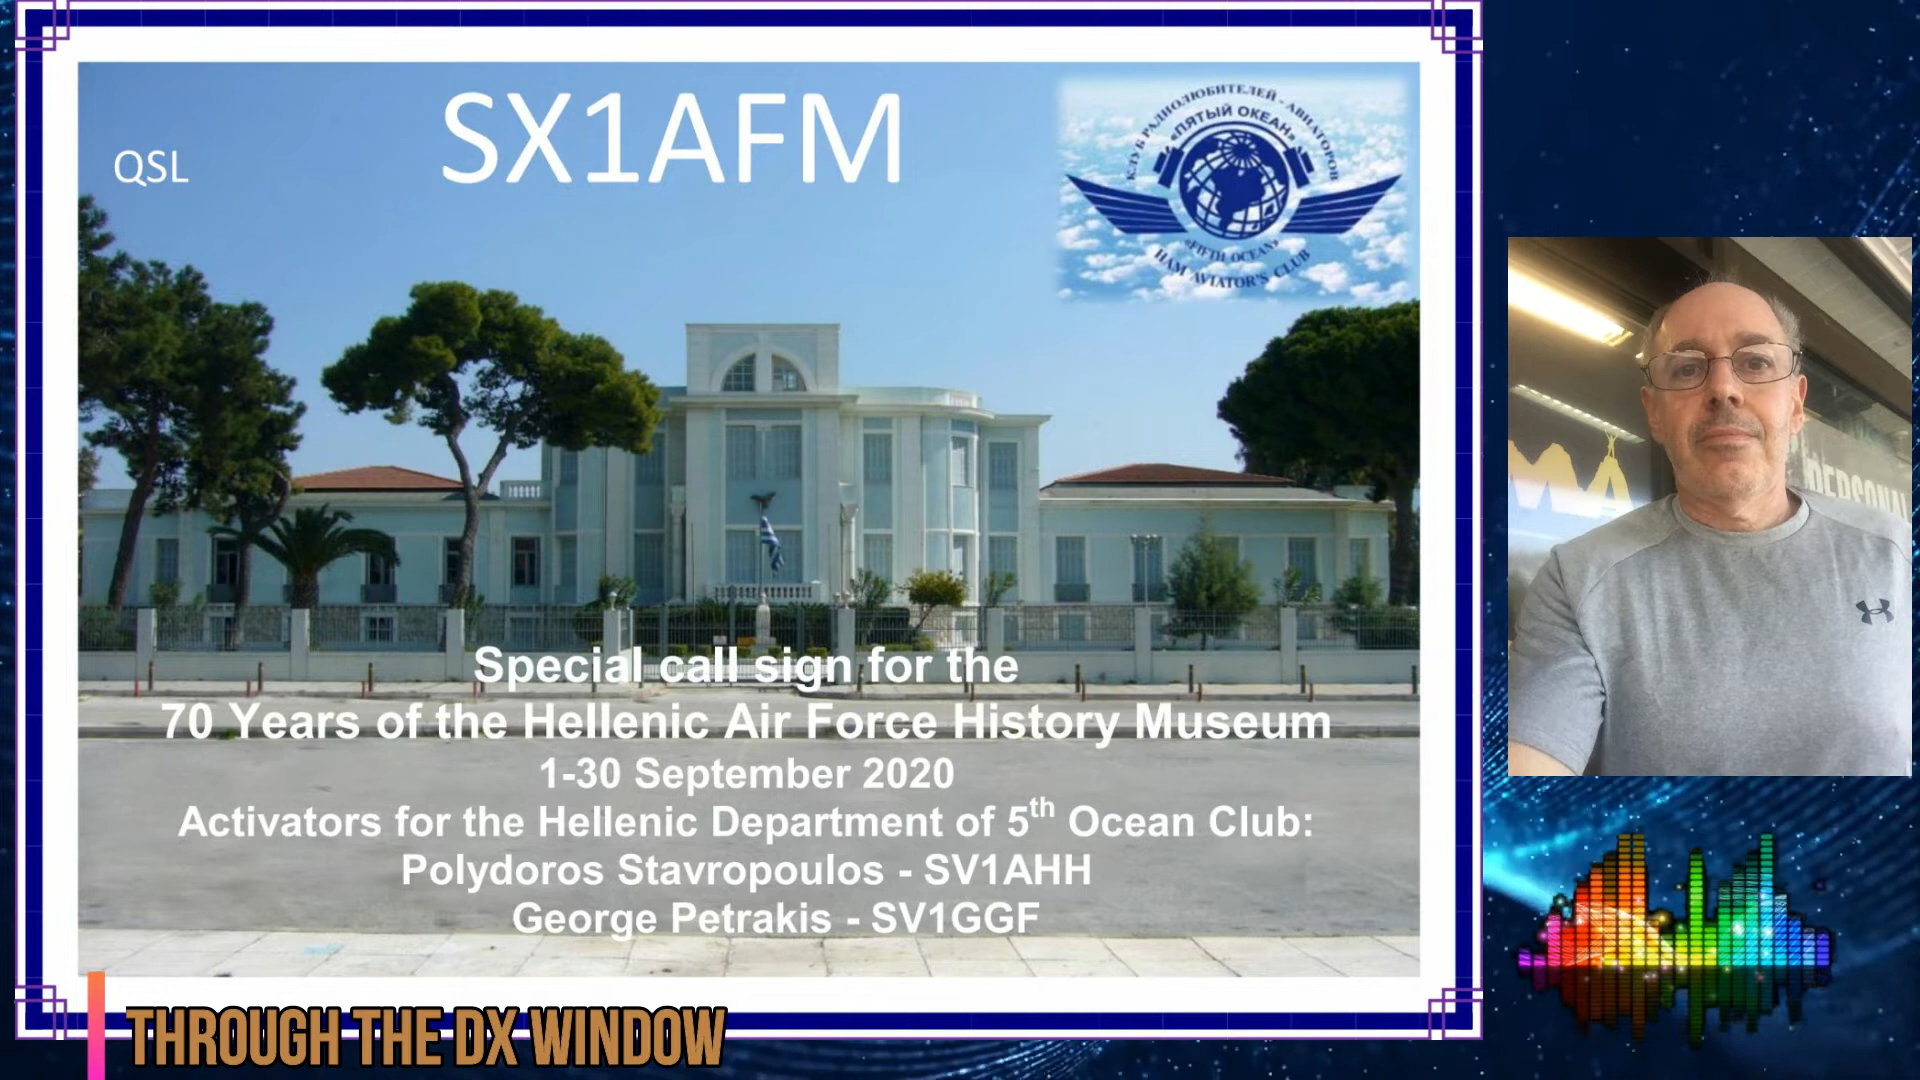 SX1AFM
QSL
КЛУБ РАДИОЛЮБИТЕЛЕЙ - АВИАТОРОВ
«ПЯТЫЙ ОКЕАН»
«FIFTH OCEAN»
HAM AVIATOR'S CLUB
Special call sign for the
70 Years of the Hellenic Air Force History Museum
1-30 September 2020
Activators for the Hellenic Department of 5th Ocean Club:
Polydoros Stavropoulos - SV1AHH
George Petrakis - SV1GGF
MA
PERSONAL
THROUGH THE DX WINDOW